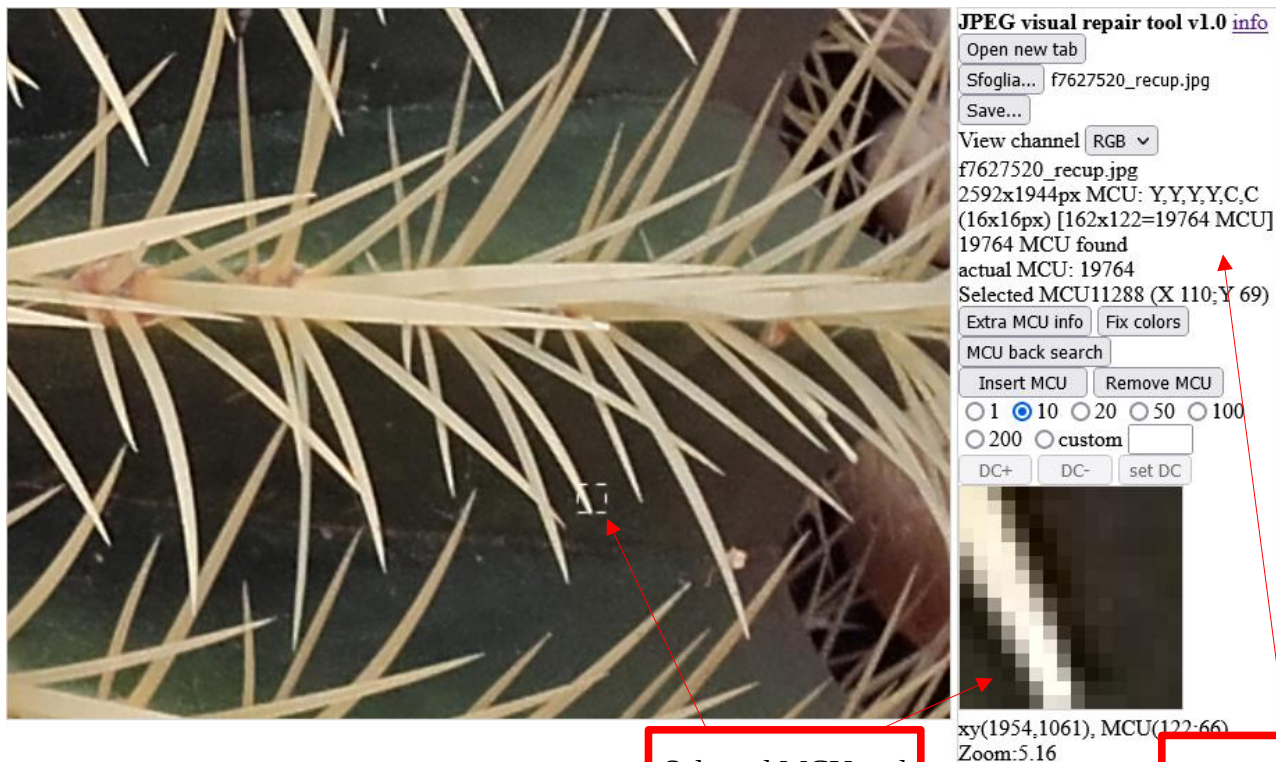 JPEG visual repair tool v1.0 info
Open new tab
Sfoglia... f7627520_recup.jpg
Save...
View channel RGB
f7627520_recup.jpg
2592x1944px MCU: Y,Y,Y,Y,C,C
(16x16px) [162x122=19764 MCU]
19764 MCU found
actual MCU: 19764
Selected MCU11288 (X 110;Y 69)
Extra MCU info Fix colors
MCU back search
Insert MCU Remove MCU
1 10 20 50 100
200 custom
DC+ DC- set DC
xy(1954,1061), MCU(122:66)
Zoom:5.16
Selected MCU and